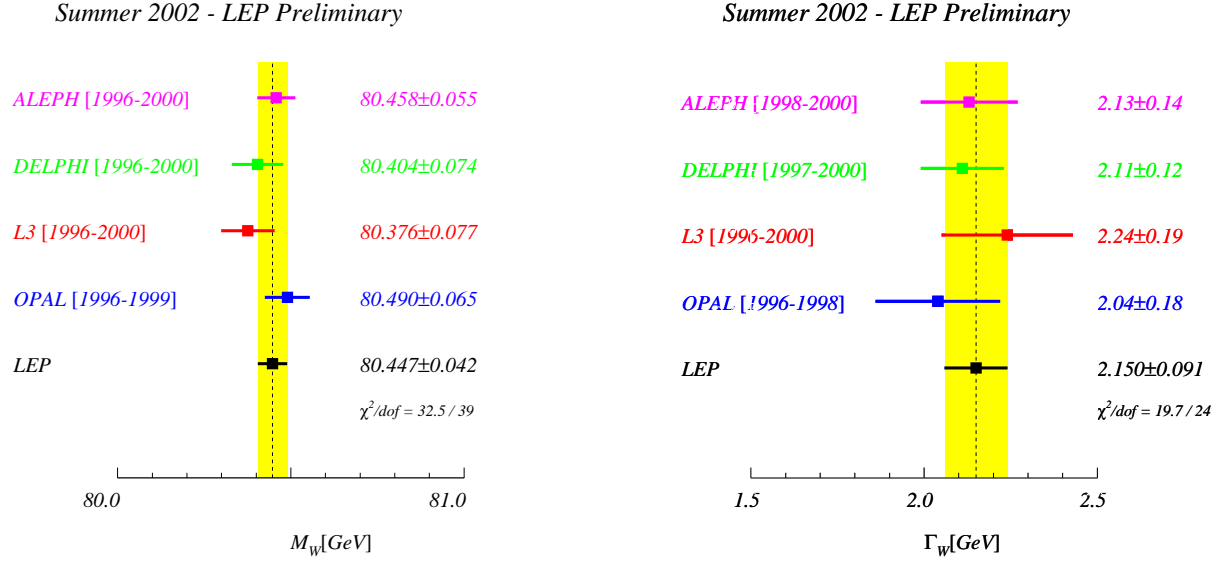 Summer 2002 - LEP Preliminary
ALEPH [1996-2000] 80.458±0.055
DELPHI [1996-2000] 80.404±0.074
L3 [1996-2000] 80.376±0.077
OPAL [1996-1999] 80.490±0.065
LEP 80.447±0.042
χ²/dof = 32.5 / 39
80.0 81.0
M_W[GeV]
Summer 2002 - LEP Preliminary
ALEPH [1998-2000] 2.13±0.14
DELPHI [1997-2000] 2.11±0.12
L3 [1996-2000] 2.24±0.19
OPAL [1996-1998] 2.04±0.18
LEP 2.150±0.091
χ²/dof = 19.7 / 24
1.5 2.0 2.5
Γ_W[GeV]